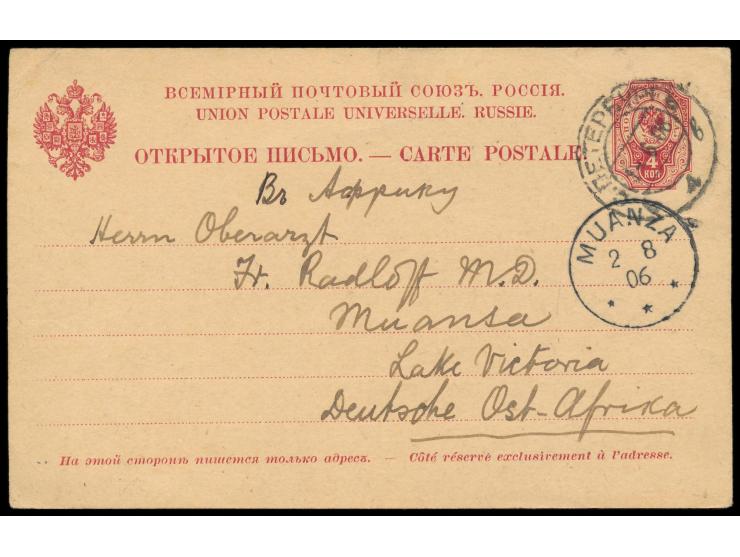 ВСЕМІРНЫЙ ПОЧТОВЫЙ СОЮЗЪ. РОССІЯ.
UNION POSTALE UNIVERSELLE. RUSSIE.
ОТКРЫТОЕ ПИСЬМО. — CARTE POSTALE.
4
КОП
Въ Африку
Herrn Oberarzt
Fr. Radloff M.D.
Muansa
Lake Victoria
Deutsche Ost-Afrika
MUANZA
2 8
06
На этой сторонѣ пишется только адресъ. — Côté réservé exclusivement à l'adresse.